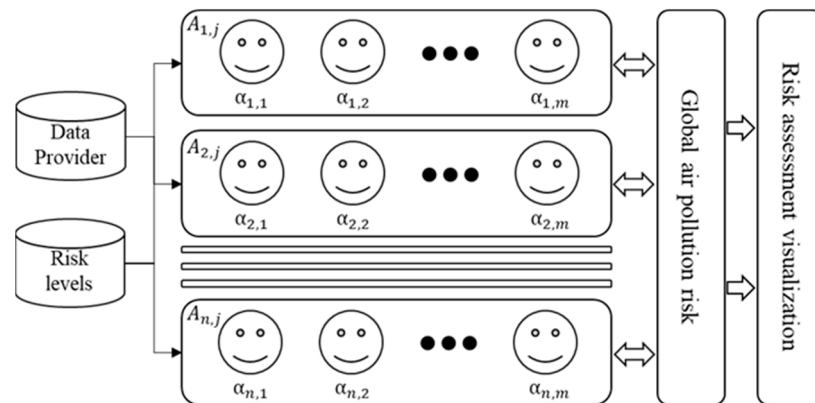 Data
Provider
Risk
levels
A₁,ⱼ
α₁,₁
α₁,₂
α₁,ₘ
A₂,ⱼ
α₂,₁
α₂,₂
α₂,ₘ
Aₙ,ⱼ
αₙ,₁
αₙ,₂
αₙ,ₘ
Global air pollution risk
Risk assessment visualization